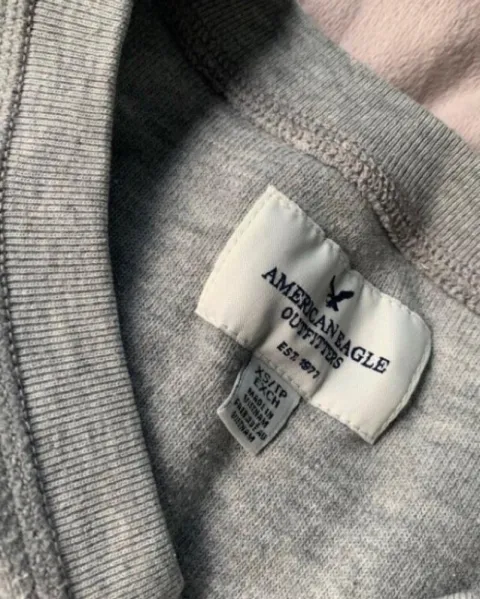 AMERICAN EAGLE
OUTFITTERS
EST. 1977
XS/TP
EXCH
MADE IN
VIETNAM